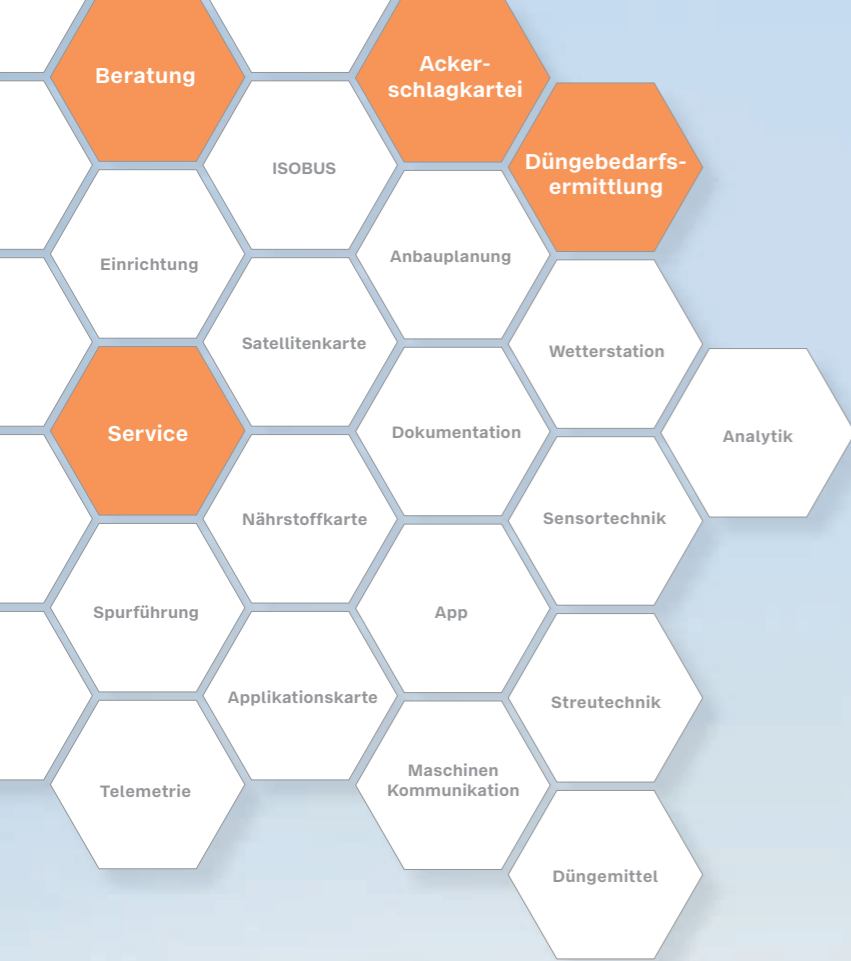 Beratung
Acker-
schlagkartei
Düngebedarfs-
ermittlung
ISOBUS
Einrichtung
Anbauplanung
Satellitenkarte
Wetterstation
Service
Dokumentation
Analytik
Nährstoffkarte
Sensortechnik
Spurführung
App
Applikationskarte
Streutechnik
Telemetrie
Maschinen
Kommunikation
Düngemittel